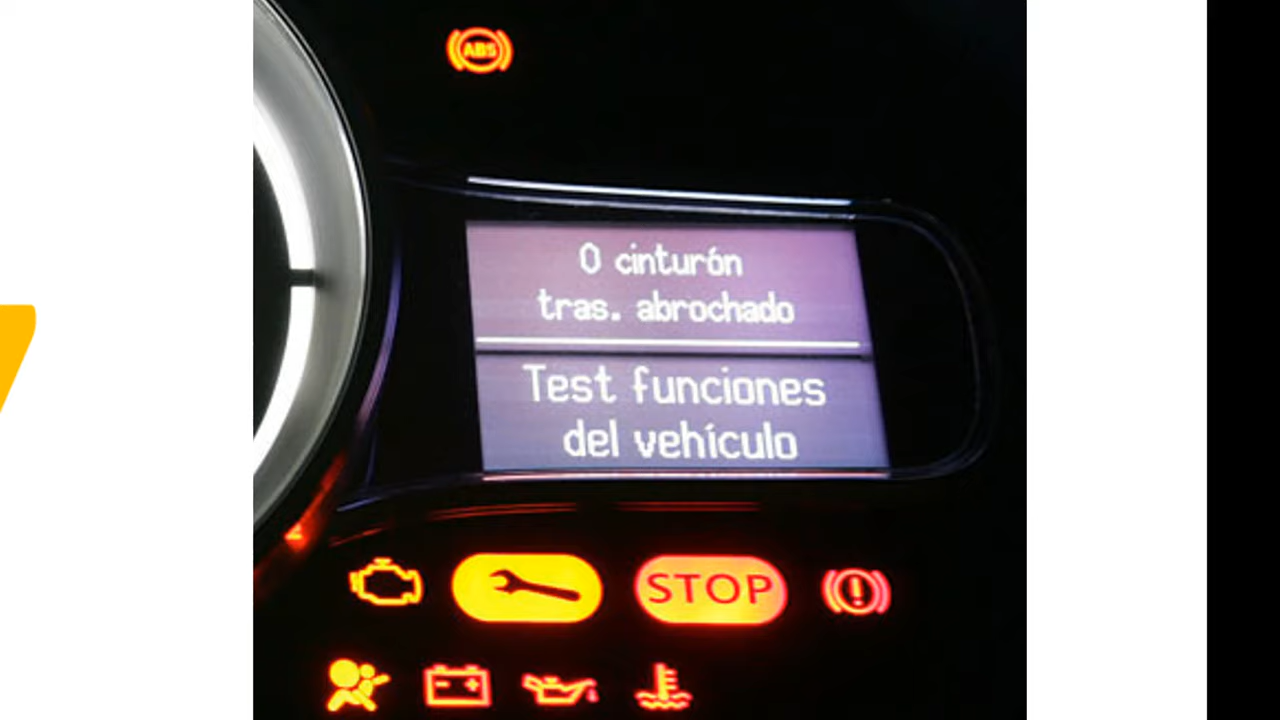 ABS
0 cinturón
tras. abrochado
Test funciones
del vehículo
STOP